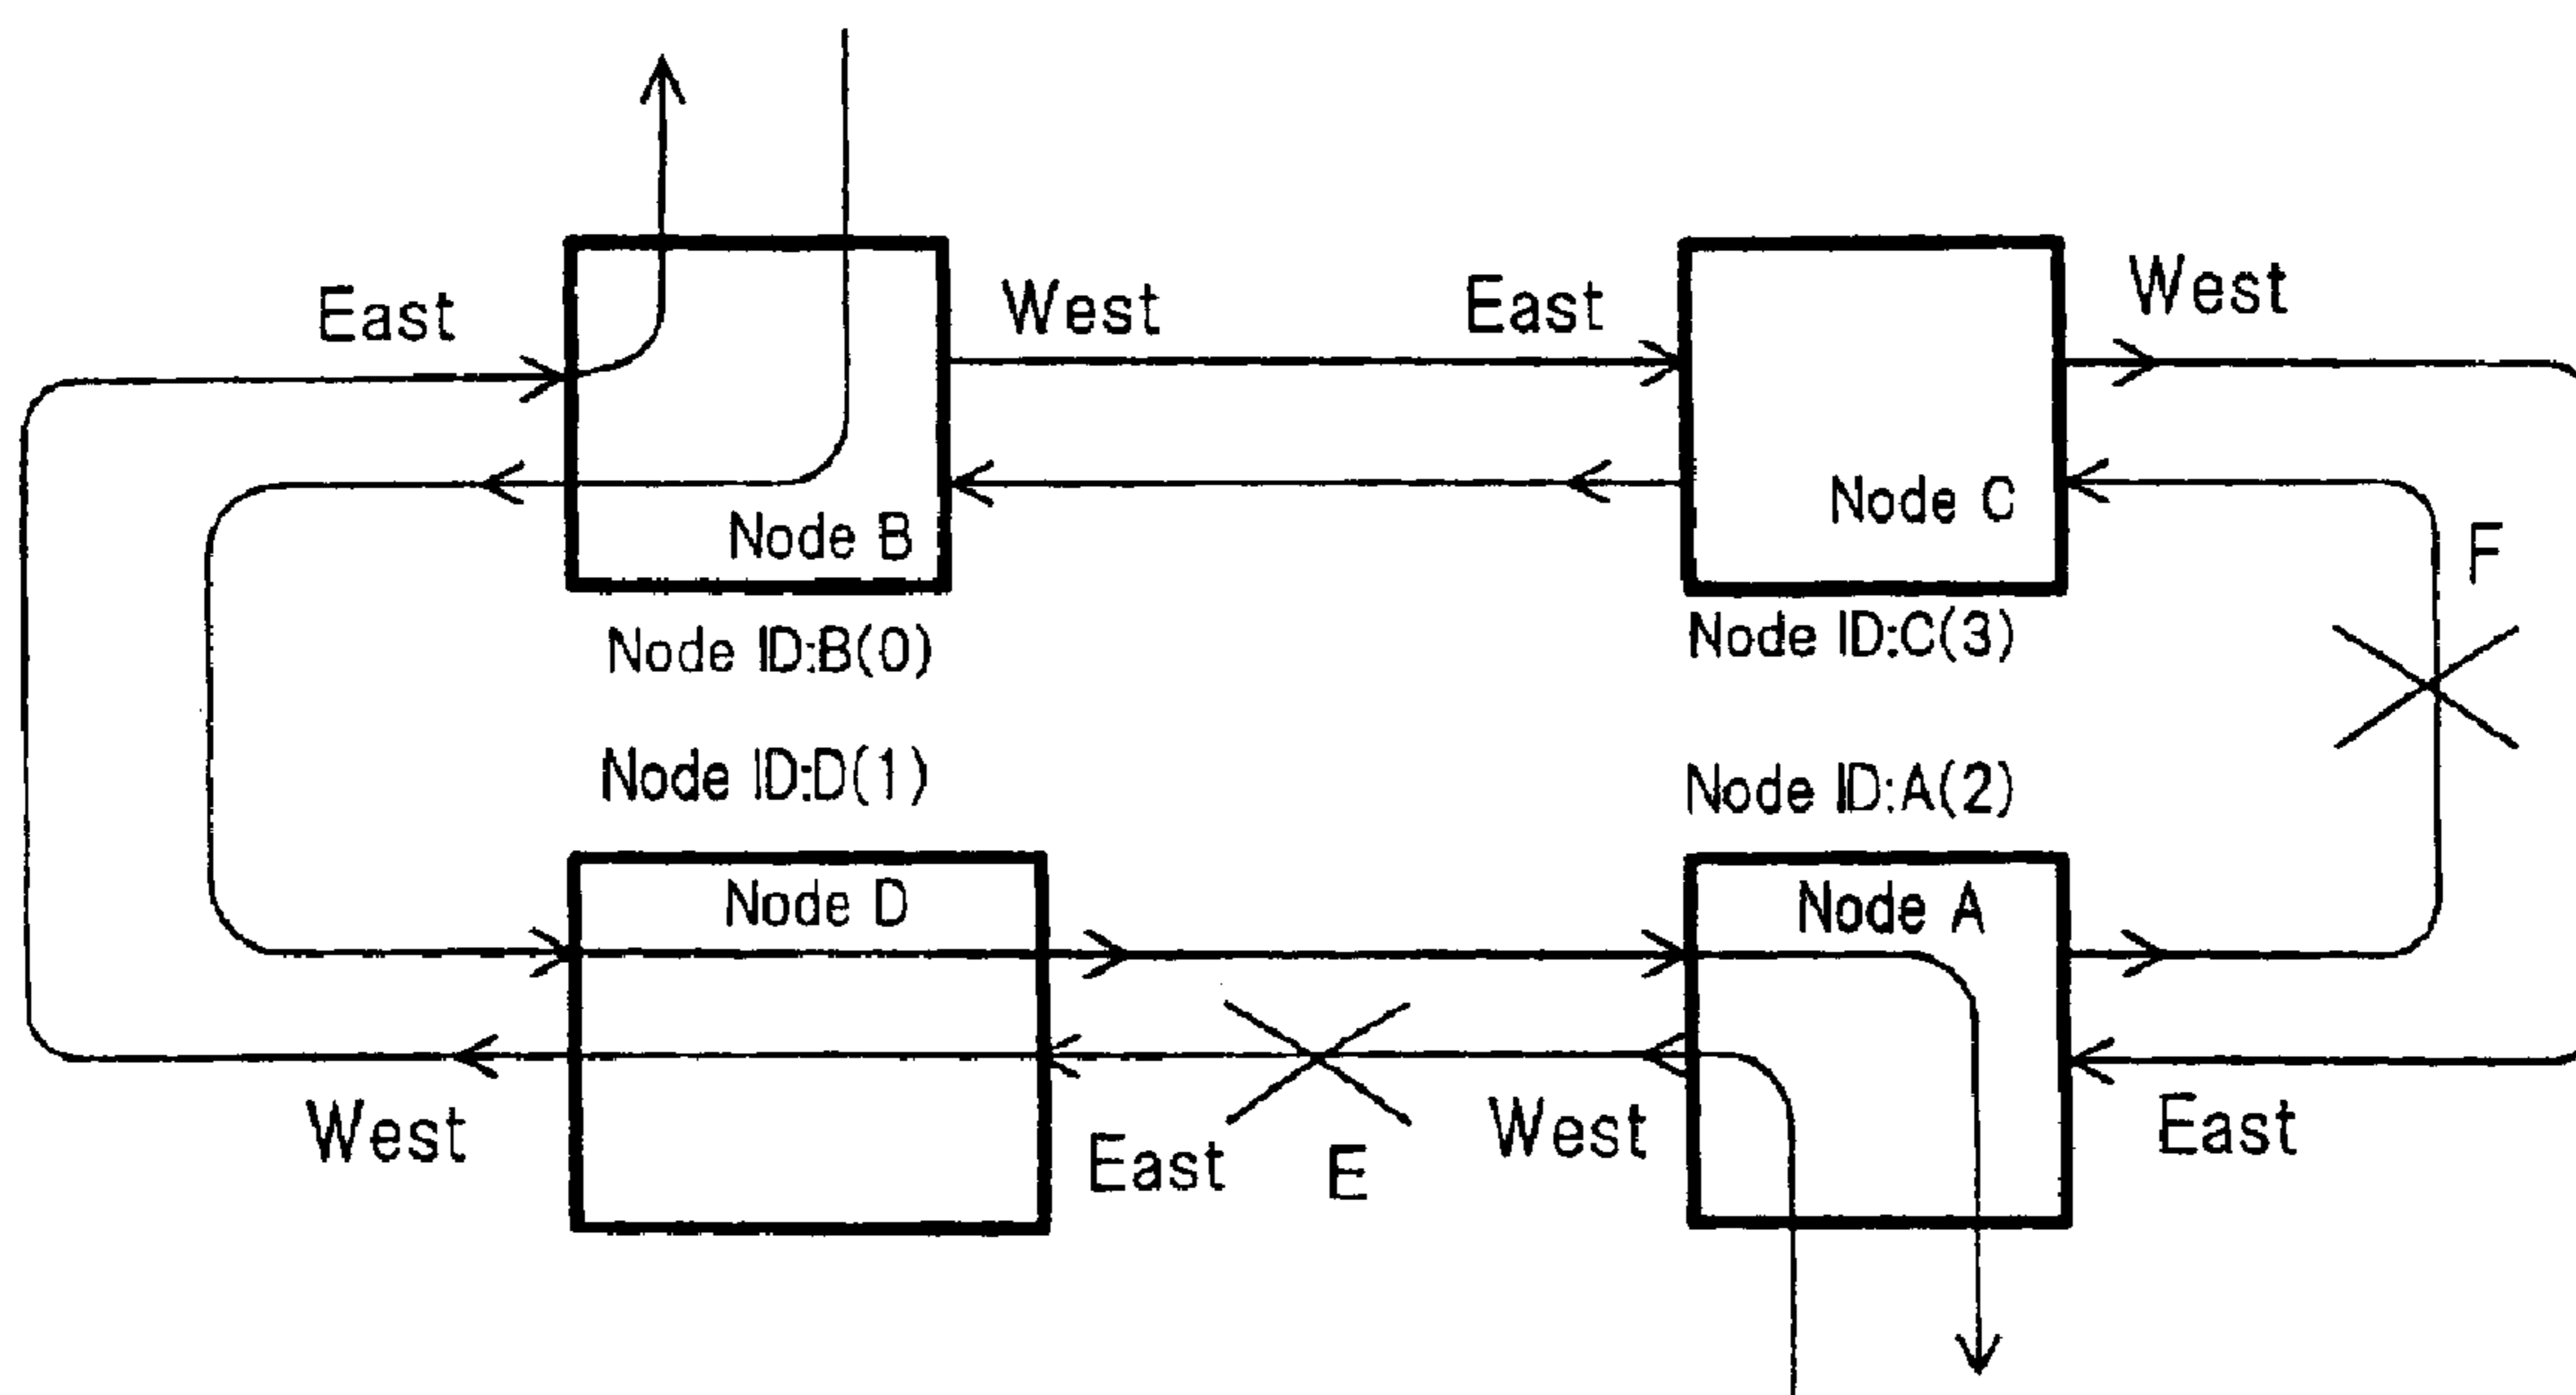 East
West
East
West
Node B
Node C
F
Node ID:B(0)
Node ID:C(3)
Node ID:D(1)
Node ID:A(2)
Node D
Node A
West
East
E
West
East